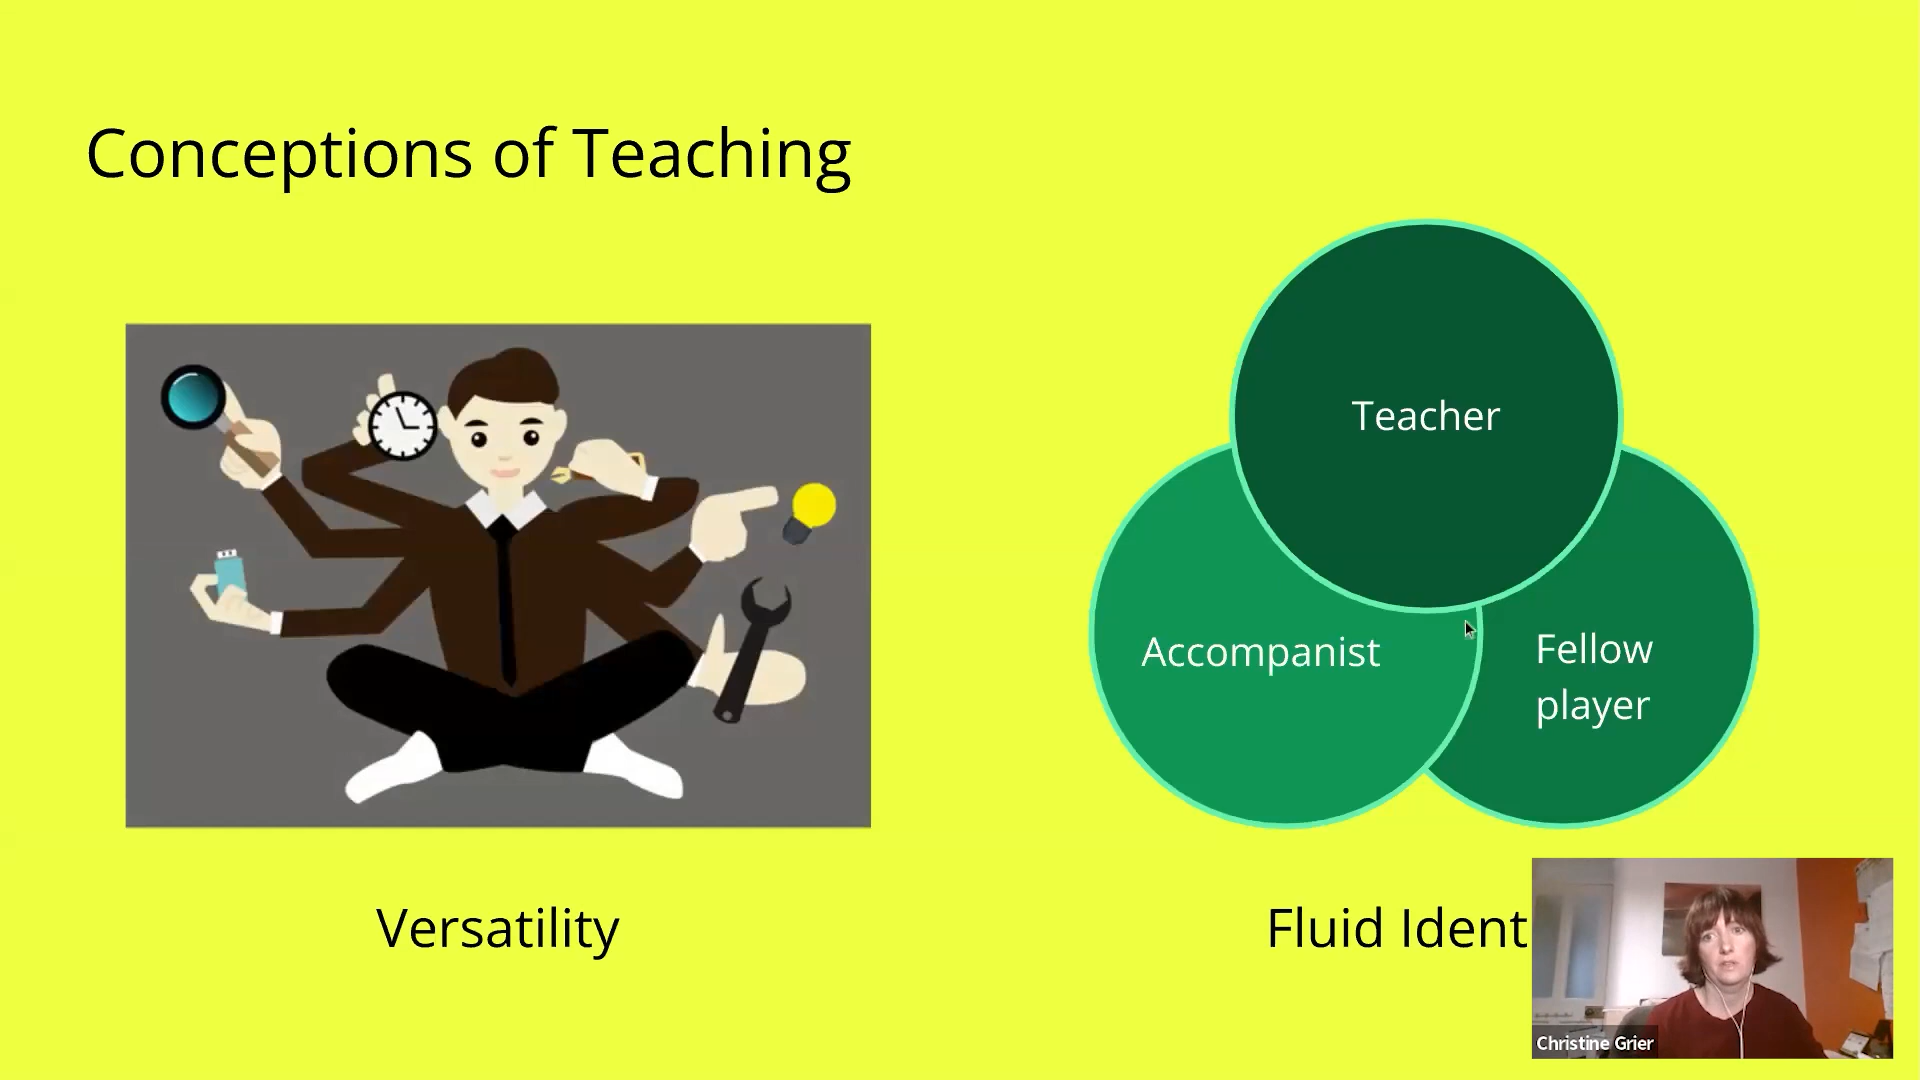 Conceptions of Teaching
Teacher
Accompanist
Fellow
player
Versatility
Fluid Ident
Christine Grier